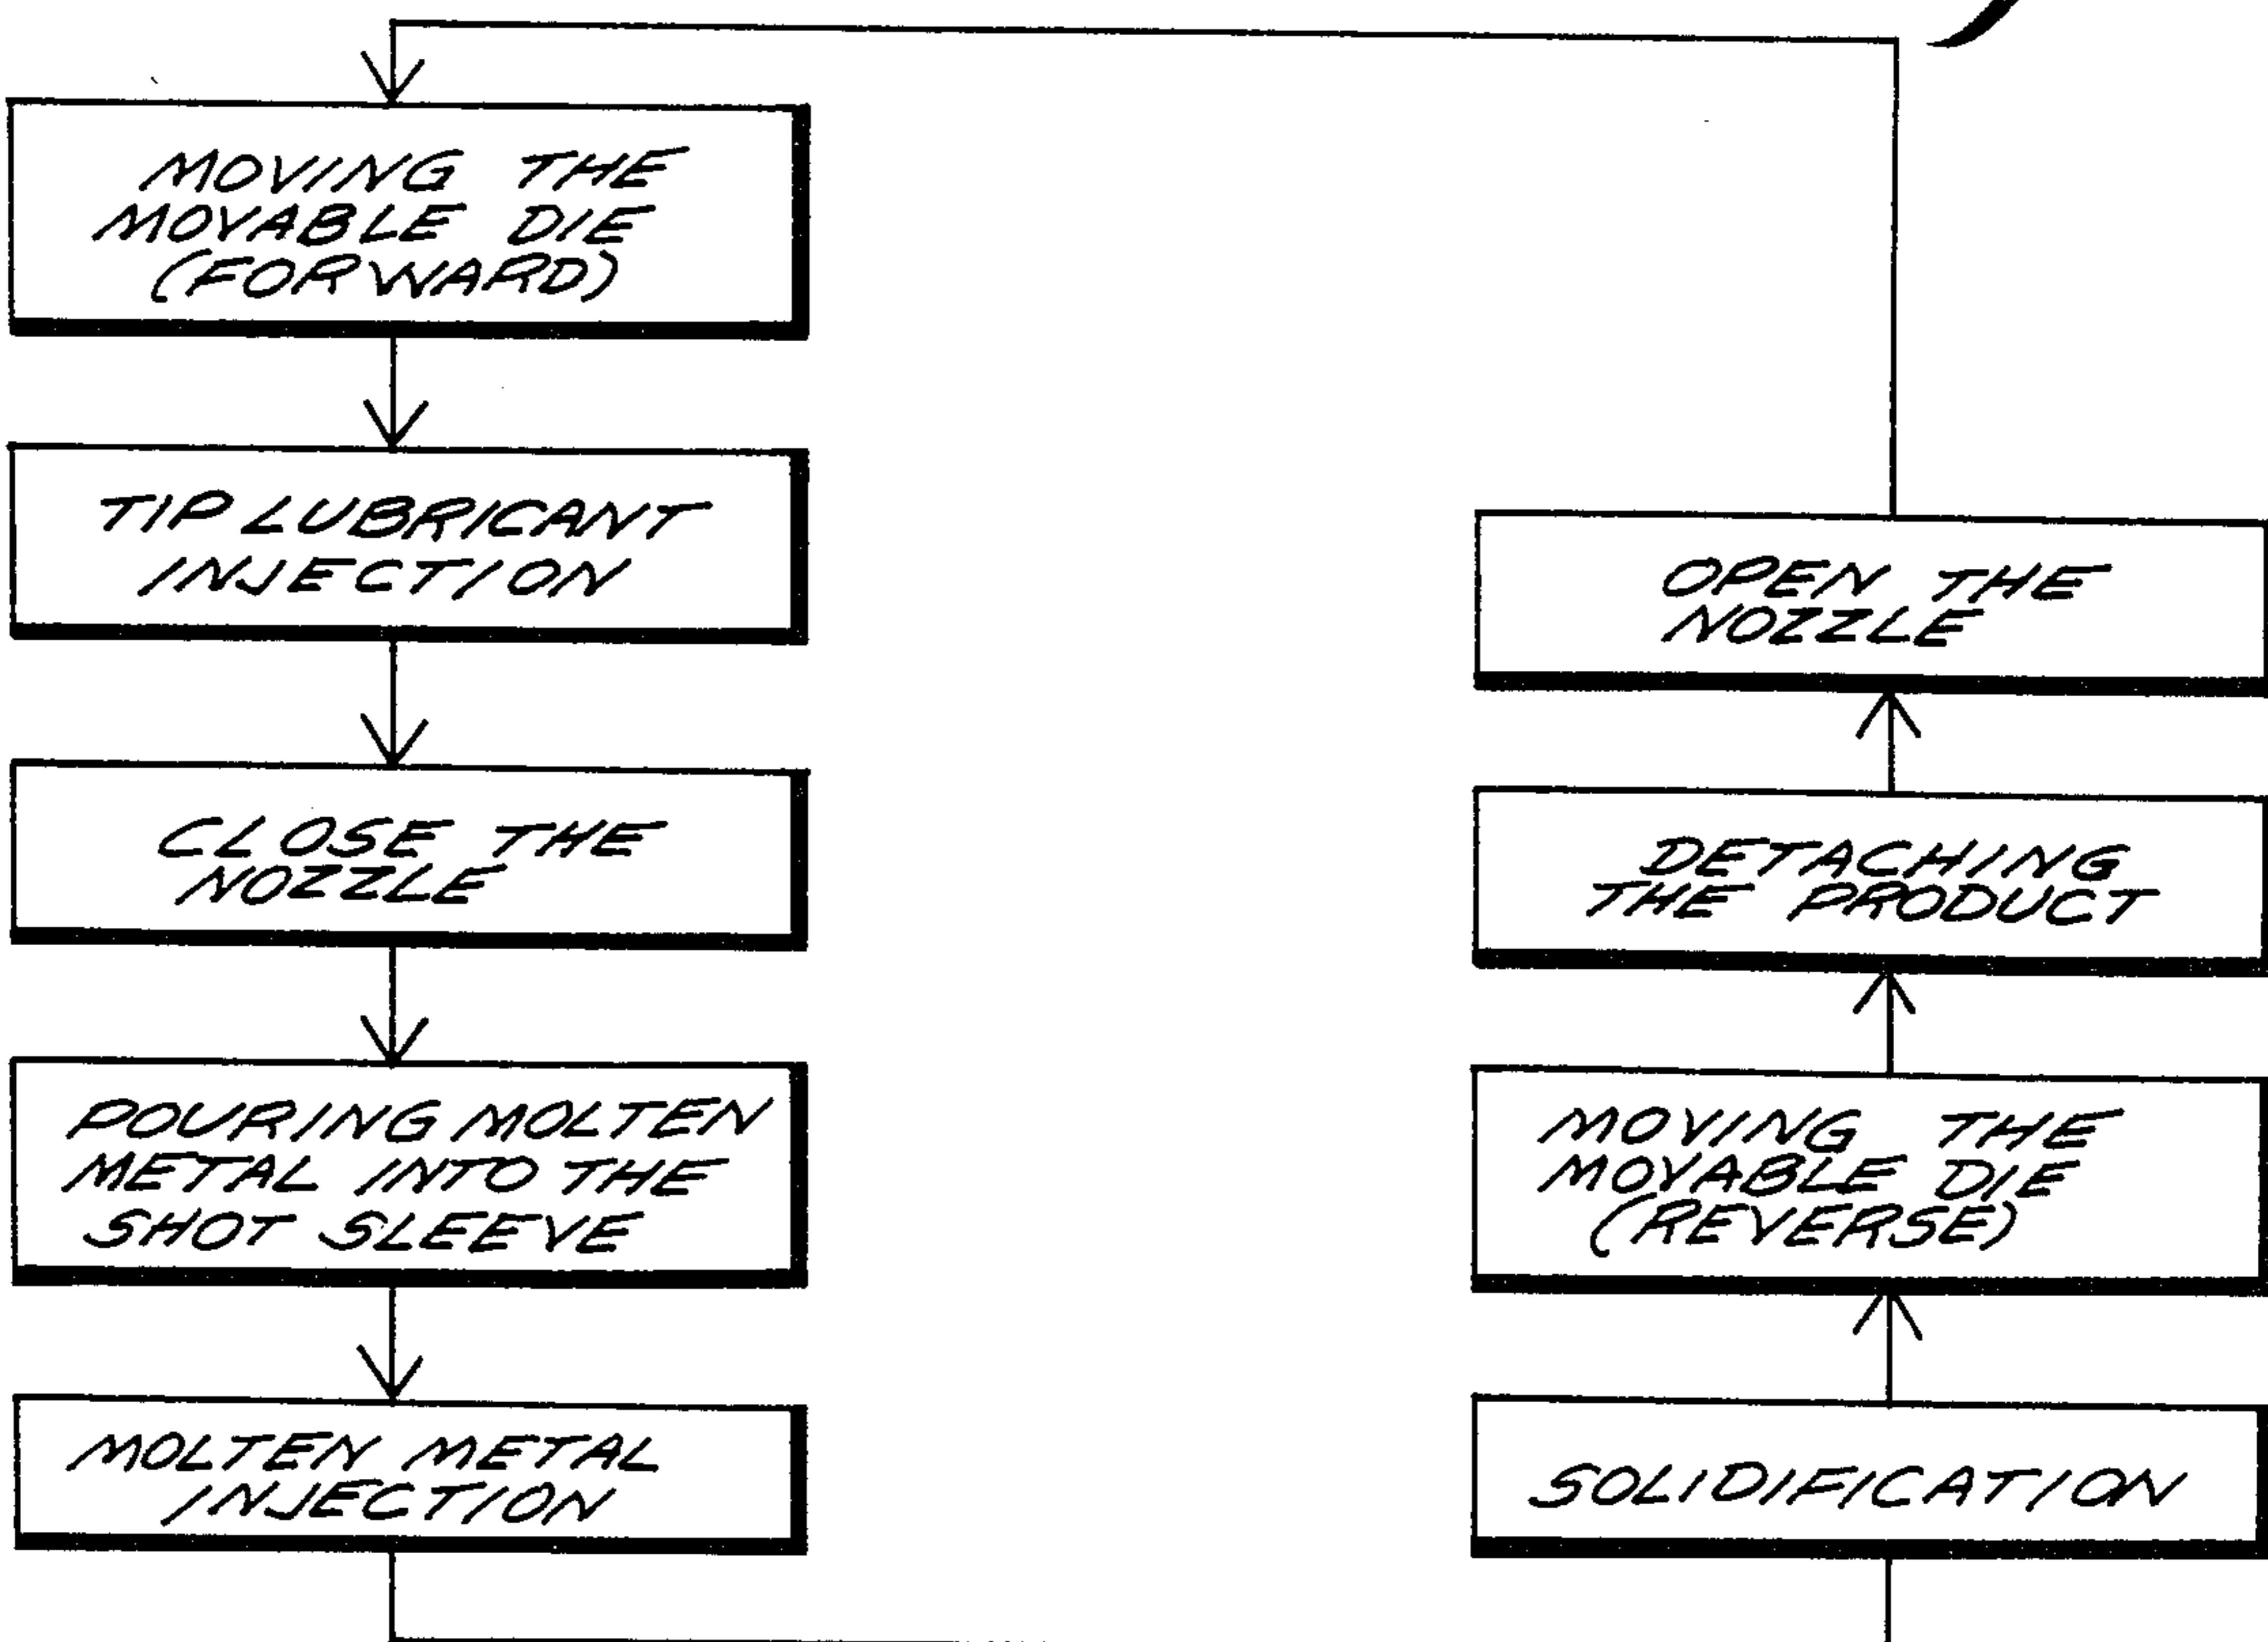 MOVING THE
MOVABLE DIE
(FORWARD)
TIP LUBRICANT
INJECTION
CLOSE THE
NOZZLE
POURING MOLTEN
METAL INTO THE
SHOT SLEEVE
MOLTEN METAL
INJECTION
OPEN THE
NOZZLE
DETACHING
THE PRODUCT
MOVING THE
MOVABLE DIE
(REVERSE)
SOLIDIFICATION